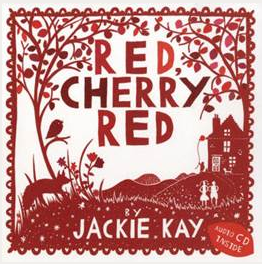 RED,
CHERRY
RED
BY
JACKIE KAY
AUDIO CD
INSIDE